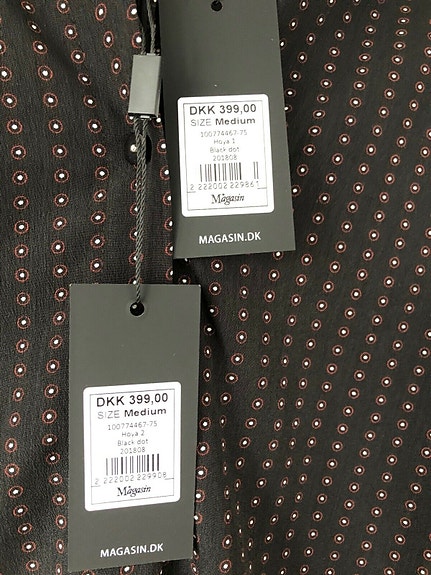 DKK 399,00
SIZE Medium
100774467-75
Hoya 1
Black dot
201808
2 222002 229861
Magasin
MAGASIN.DK
DKK 399,00
SIZE Medium
100774467-75
Hoya 2
Black dot
201808
2 222002 229908
Magasin
MAGASIN.DK